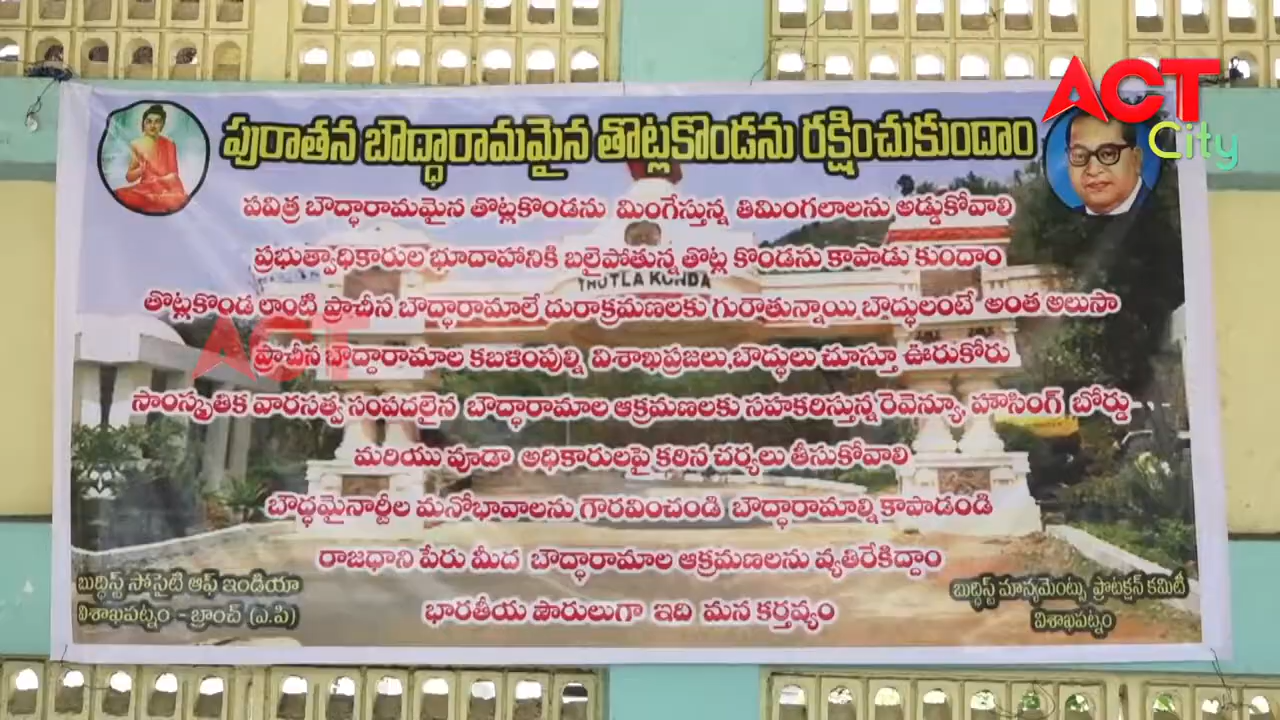 ACT
City
పురాతన బౌద్ధారామమైన తొట్లకొండను రక్షించుకుందాం
పవిత్ర బౌద్ధారామమైన తొట్లకొండను మింగేస్తున్న తిమింగలాలను అడ్డుకోవాలి
ప్రభుత్వాధికారుల భూదాహానికి బలైపోతున్న తొట్ల కొండను కాపాడు కుందాం
THOTLA KONDA
తొట్లకొండ లాంటి ప్రాచీన బౌద్ధారామాలే దురాక్రమణలకు గురౌతున్నాయి బౌద్ధులంటే అంత అలుసా
ACT
ప్రాచీన బౌద్ధారామాల కబళింపుల్ని విశాఖప్రజలు,బౌద్ధులు చూస్తూ ఊరుకోరు
సాంస్కృతిక వారసత్వ సంపదలైన బౌద్ధారామాల ఆక్రమణలకు సహకరిస్తున్న రెవెన్యూ, హౌసింగ్ బోర్డు
మరియు వూడా అధికారులపై కఠిన చర్యలు తీసుకోవాలి
బౌద్ధమైనార్టీల మనోభావాలను గౌరవించండి బౌద్ధారామాల్ని కాపాడండి
రాజధాని పేరు మీద బౌద్ధారామాల ఆక్రమణలను వ్యతిరేకిద్దాం
భారతీయ పౌరులుగా ఇది మన కర్తవ్యం
బుద్ధిస్ట్ సోసైటి ఆఫ్ ఇండియా
విశాఖపట్నం - బ్రాంచ్ (ఎ.పి)
బుద్ధిస్ట్ మాన్యుమెంట్సు ప్రొటక్షన్ కమిటీ
విశాఖపట్నం